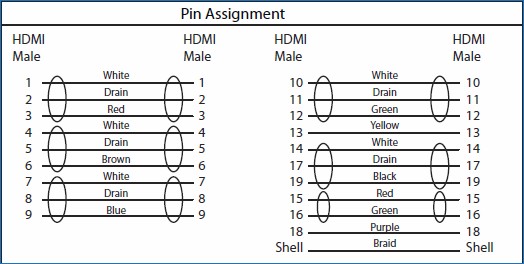 Pin Assignment
HDMI Male HDMI Male
1 White 1
2 Drain 2
3 Red 3
4 White 4
5 Drain 5
6 Brown 6
7 White 7
8 Drain 8
9 Blue 9
HDMI Male HDMI Male
10 White 10
11 Drain 11
12 Green 12
13 Yellow 13
14 White 14
17 Drain 17
19 Black 19
15 Red 15
16 Green 16
18 Purple 18
Shell Braid Shell